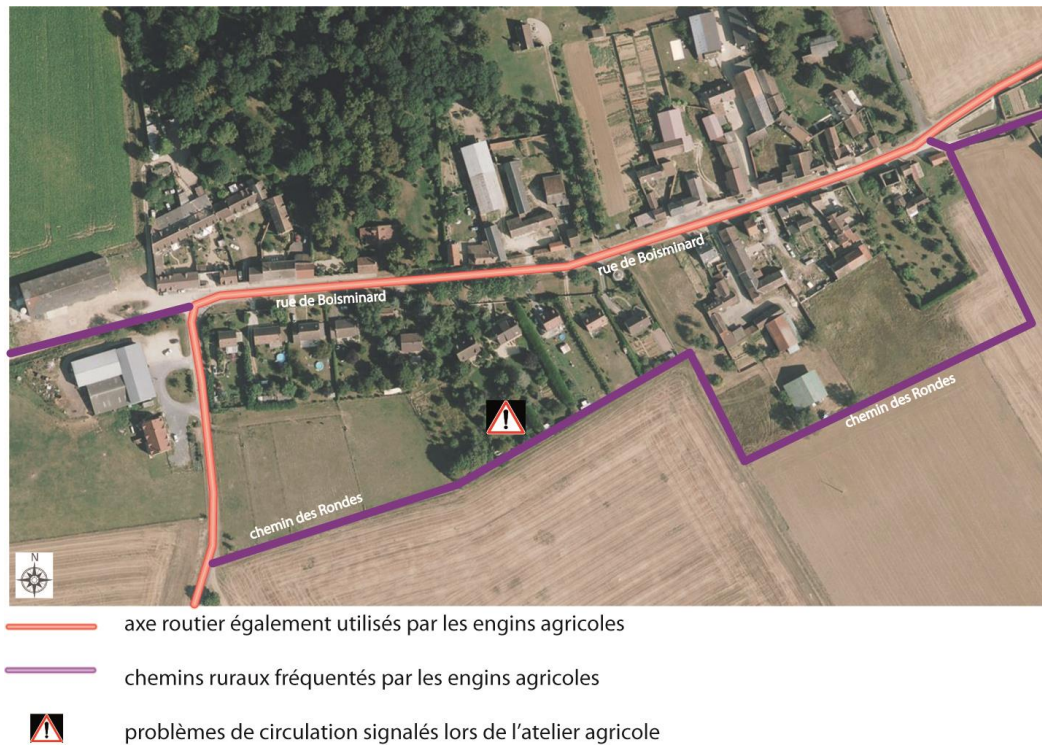 rue de Boisminard
rue de Boisminard
chemin des Rondes
chemin des Rondes
N
axe routier également utilisés par les engins agricoles
chemins ruraux fréquentés par les engins agricoles
problèmes de circulation signalés lors de l'atelier agricole